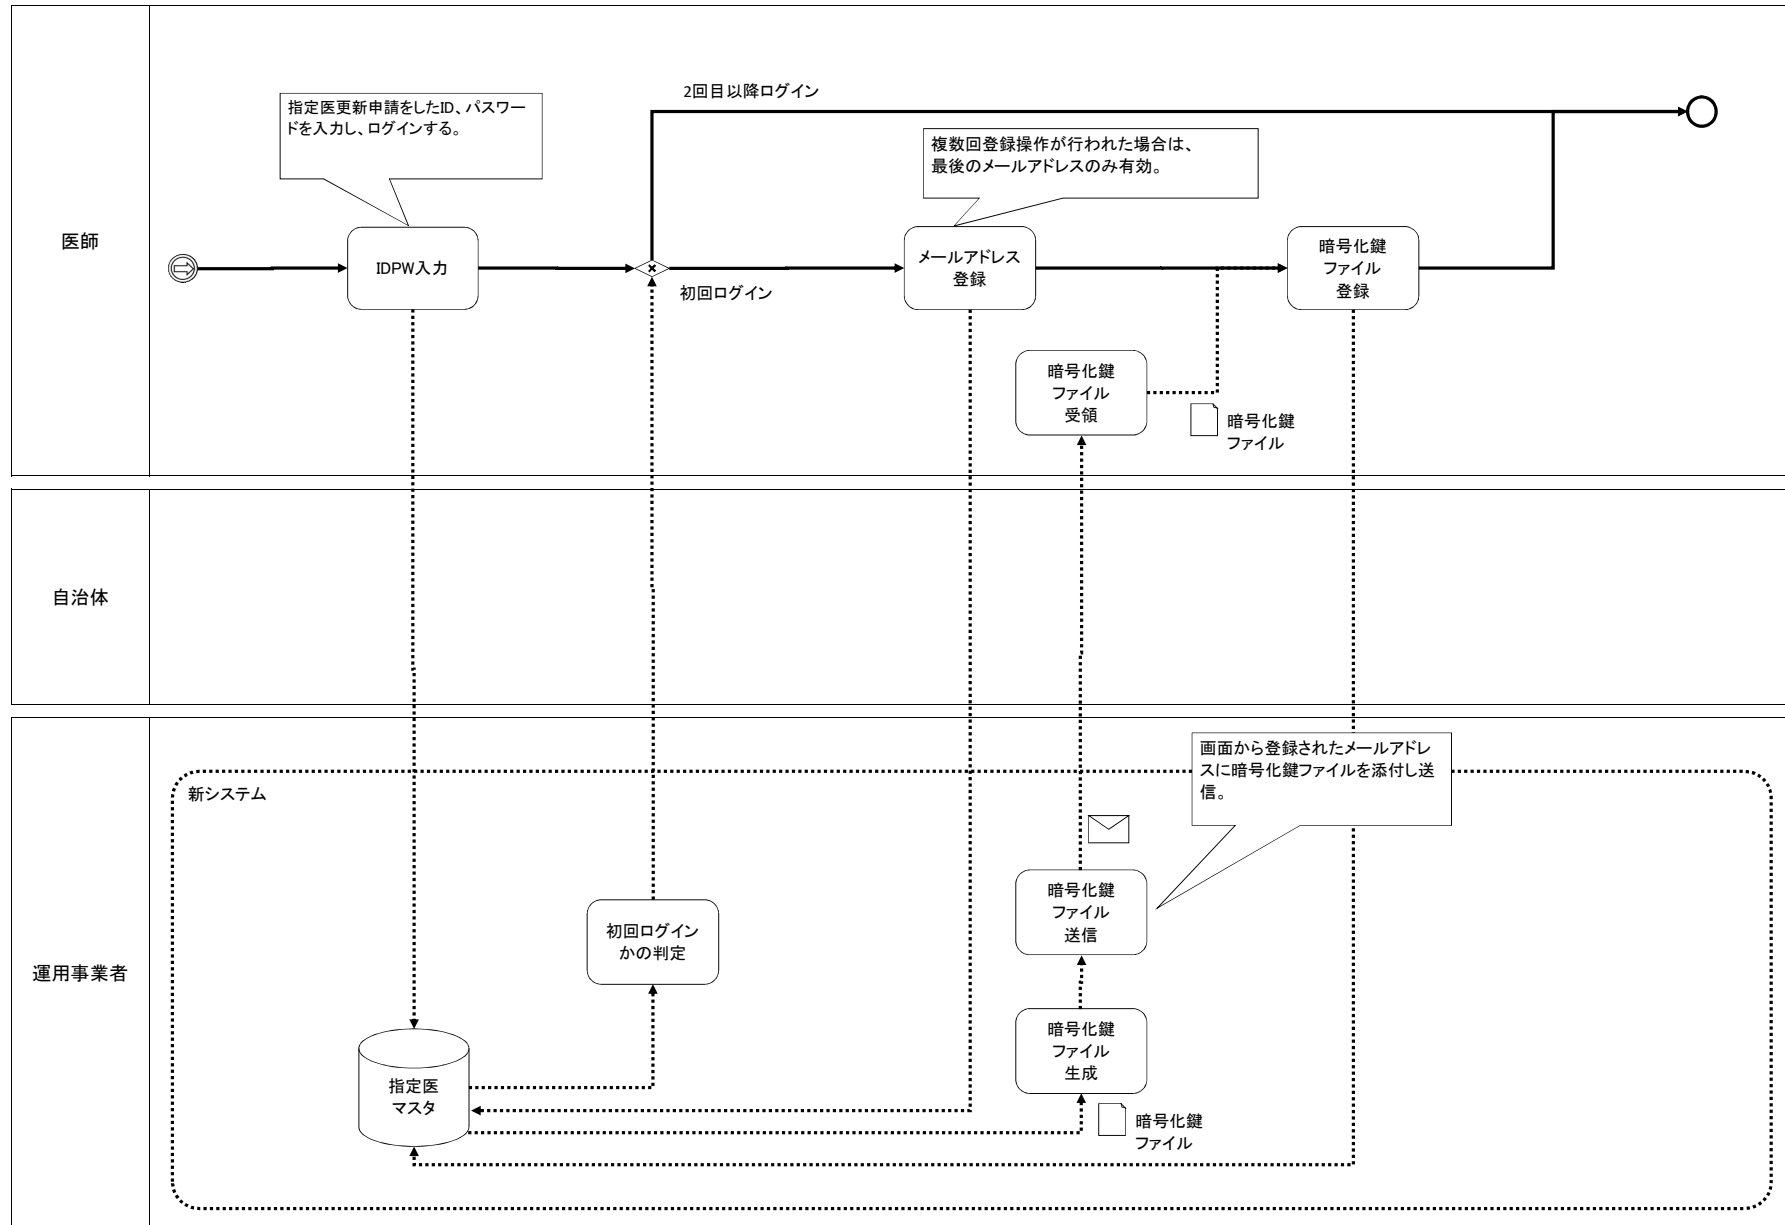 医師
指定医更新申請をしたID、パスワー
ドを入力し、ログインする。
2回目以降ログイン
複数回登録操作が行われた場合は、
最後のメールアドレスのみ有効。
IDPW入力
初回ログイン
メールアドレス
登録
暗号化鍵
ファイル
登録
暗号化鍵
ファイル
受領
暗号化鍵
ファイル
自治体
運用事業者
新システム
画面から登録されたメールアドレ
スに暗号化鍵ファイルを添付し送
信。
暗号化鍵
ファイル
送信
初回ログイン
かの判定
暗号化鍵
ファイル
生成
指定医
マスタ
暗号化鍵
ファイル